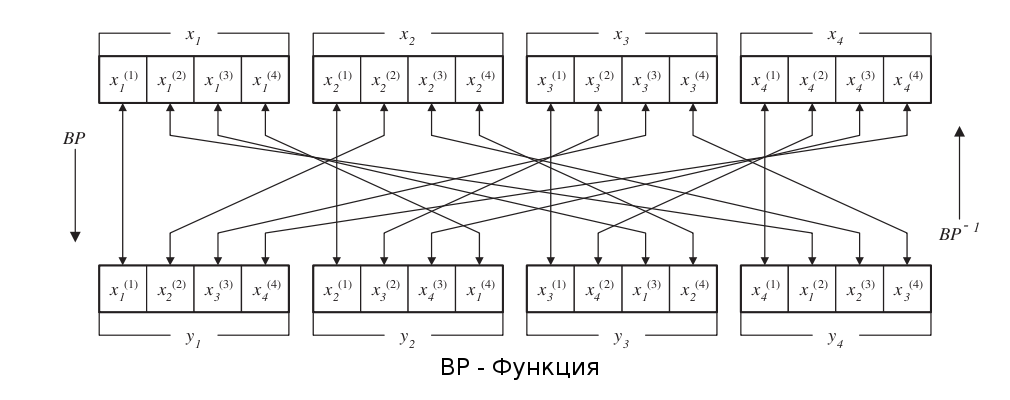 x₁ x₂ x₃ x₄
x₁⁽¹⁾ x₁⁽²⁾ x₁⁽³⁾ x₁⁽⁴⁾ x₂⁽¹⁾ x₂⁽²⁾ x₂⁽³⁾ x₂⁽⁴⁾ x₃⁽¹⁾ x₃⁽²⁾ x₃⁽³⁾ x₃⁽⁴⁾ x₄⁽¹⁾ x₄⁽²⁾ x₄⁽³⁾ x₄⁽⁴⁾
BP
BP⁻¹
x₁⁽¹⁾ x₂⁽²⁾ x₃⁽³⁾ x₄⁽⁴⁾ x₂⁽¹⁾ x₃⁽²⁾ x₄⁽³⁾ x₁⁽⁴⁾ x₃⁽¹⁾ x₄⁽²⁾ x₁⁽³⁾ x₂⁽⁴⁾ x₄⁽¹⁾ x₁⁽²⁾ x₂⁽³⁾ x₃⁽⁴⁾
y₁ y₂ y₃ y₄
BP - Функция